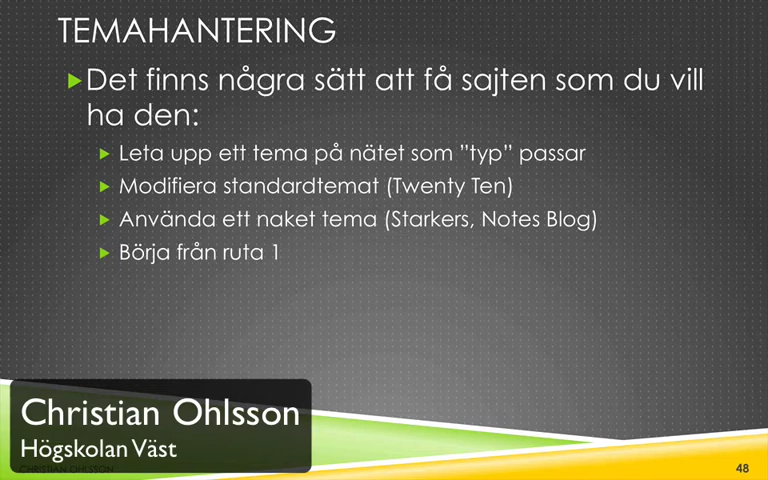 TEMAHANTERING
Det finns några sätt att få sajten som du vill
ha den:
Leta upp ett tema på nätet som ”typ” passar
Modifiera standardtemat (Twenty Ten)
Använda ett naket tema (Starkers, Notes Blog)
Börja från ruta 1
Christian Ohlsson
Högskolan Väst
CHRISTIAN OHLSSON
48